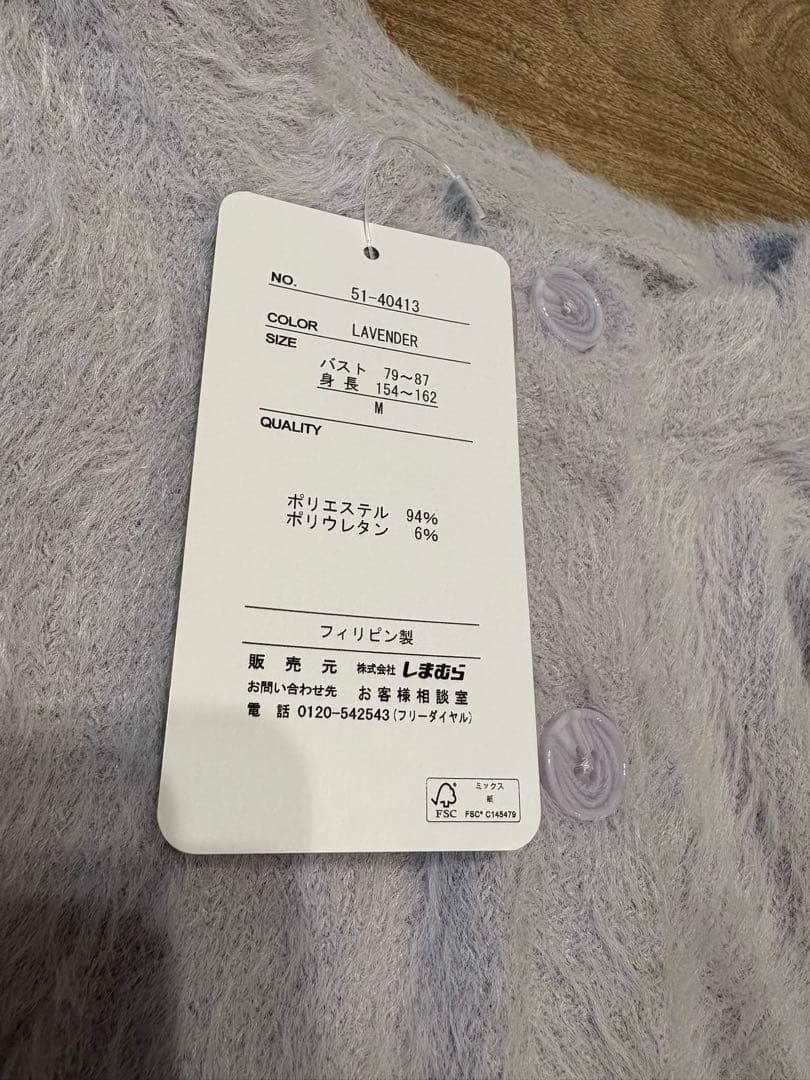 NO. 51-40413
COLOR LAVENDER
SIZE
バスト 79～87
身長 154～162
M
QUALITY
ポリエステル 94%
ポリウレタン 6%
フィリピン製
販売元 株式会社 しまむら
お問い合わせ先 お客様相談室
電話 0120-542543(フリーダイヤル)
ミックス
紙
FSC FSC® C145479